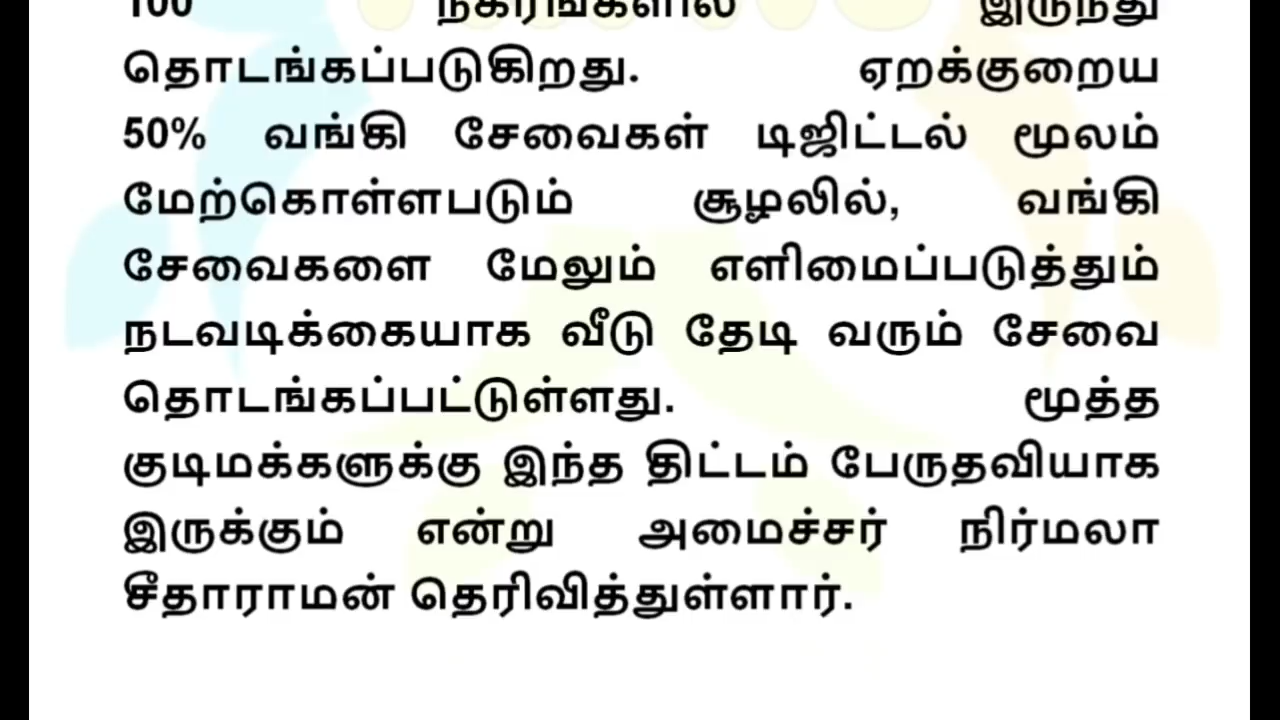 100 நகரங்களில் இருந்து
தொடங்கப்படுகிறது. ஏறக்குறைய
50% வங்கி சேவைகள் டிஜிட்டல் மூலம்
மேற்கொள்ளபடும் சூழலில், வங்கி
சேவைகளை மேலும் எளிமைப்படுத்தும்
நடவடிக்கையாக வீடு தேடி வரும் சேவை
தொடங்கப்பட்டுள்ளது. மூத்த
குடிமக்களுக்கு இந்த திட்டம் பேருதவியாக
இருக்கும் என்று அமைச்சர் நிர்மலா
சீதாராமன் தெரிவித்துள்ளார்.